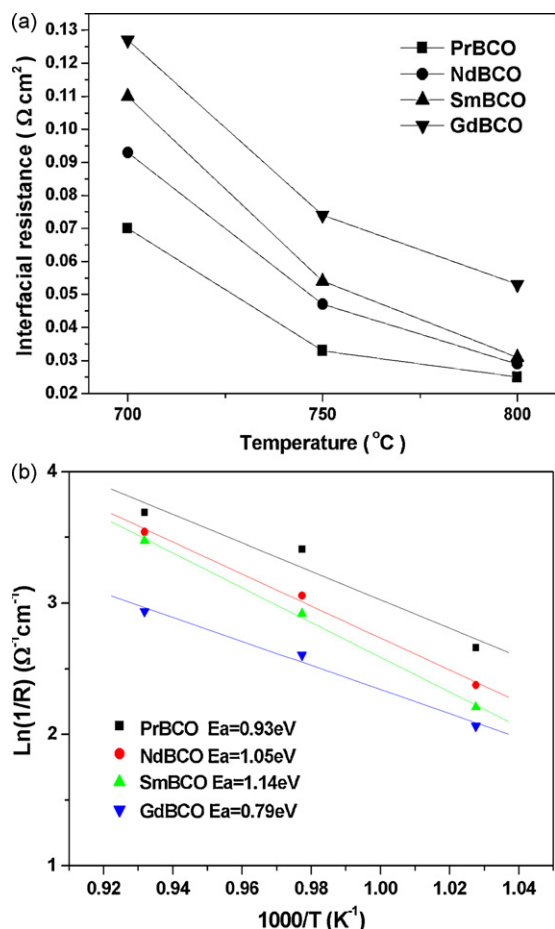 (a)
0.13
0.12
0.11
0.10
0.09
0.08
0.07
0.06
0.05
0.04
0.03
0.02
Interfacial resistance (Ω cm²)
PrBCO
NdBCO
SmBCO
GdBCO
700 750 800
Temperature (°C)
(b)
4
3
2
1
Ln(1/R) (Ω⁻¹cm⁻¹)
PrBCO Ea=0.93eV
NdBCO Ea=1.05eV
SmBCO Ea=1.14eV
GdBCO Ea=0.79eV
0.92 0.94 0.96 0.98 1.00 1.02 1.04
1000/T (K⁻¹)